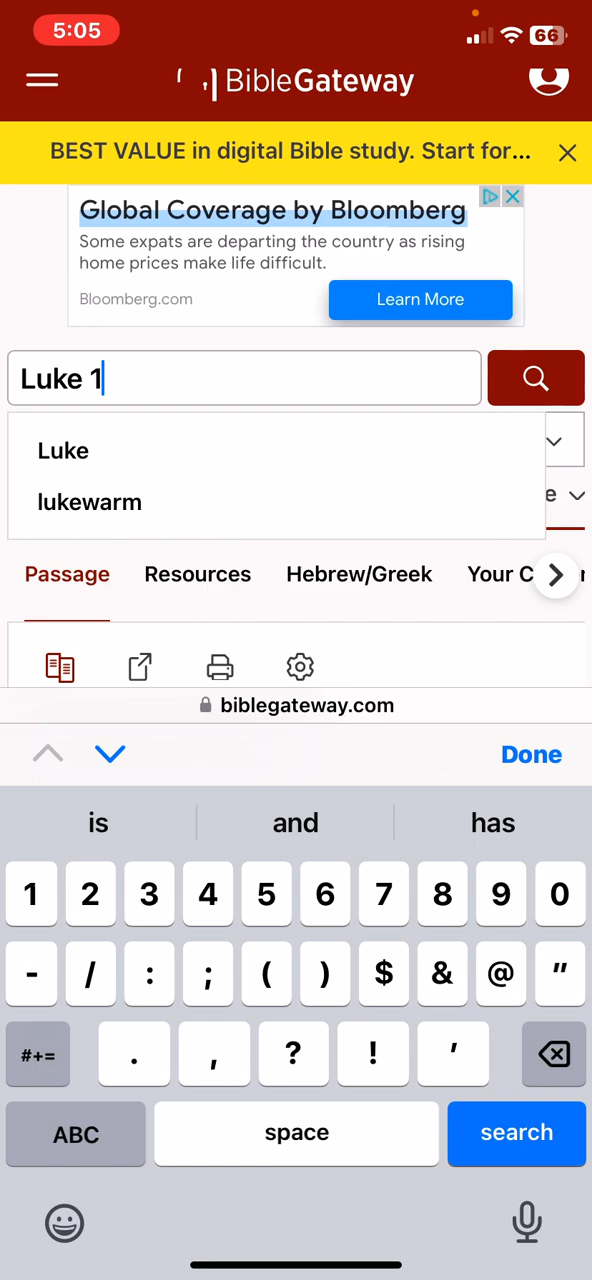 5:05
66
BibleGateway
BEST VALUE in digital Bible study. Start for...
Global Coverage by Bloomberg
Some expats are departing the country as rising
home prices make life difficult.
Bloomberg.com
Learn More
Luke 1
Luke
lukewarm
e
Passage Resources Hebrew/Greek Your C
biblegateway.com
Done
is and has
1 2 3 4 5 6 7 8 9 0
- / : ; ( ) $ & @ "
#+= . , ? ! '
ABC space search